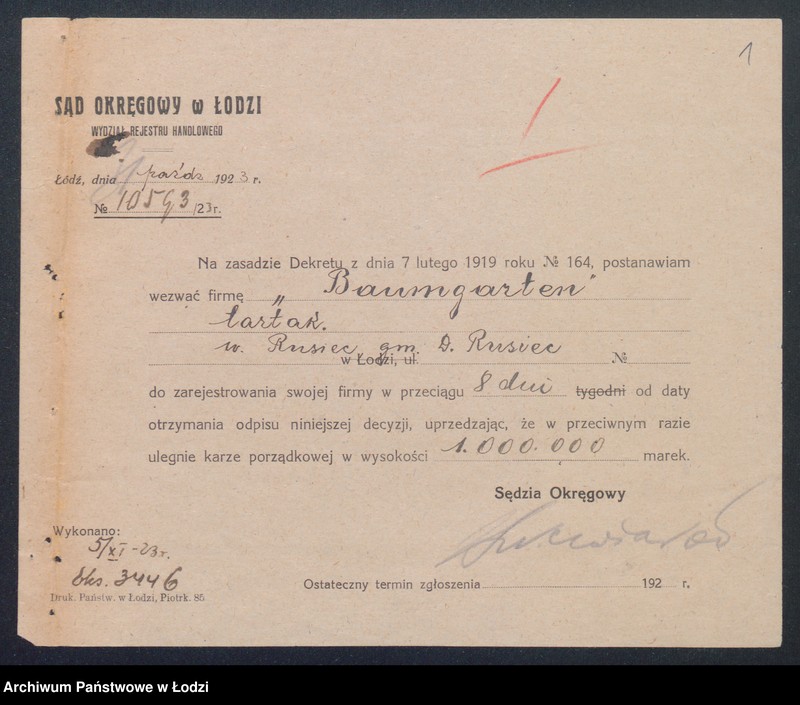 1
SĄD OKRĘGOWY w ŁODZI
WYDZIAŁ REJESTRU HANDLOWEGO
Łódź, dnia paźdz 1923 r.
№ 10593/23 r.
Na zasadzie Dekretu z dnia 7 lutego 1919 roku № 164, postanawiam
wezwać firmę „Baumgarten"
tartak.
w. Rusiec gm. D. Rusiec
w Łodzi, ul. №
do zarejestrowania swojej firmy w przeciągu 8 dni tygodni od daty
otrzymania odpisu niniejszej decyzji, uprzedzając, że w przeciwnym razie
ulegnie karze porządkowej w wysokości 1.000.000 marek.
Sędzia Okręgowy
Wykonano:
5/XI-23 r.
3446
Ostateczny termin zgłoszenia 192 r.
Druk. Państw. w Łodzi, Piotrk. 85
Archiwum Państwowe w Łodzi